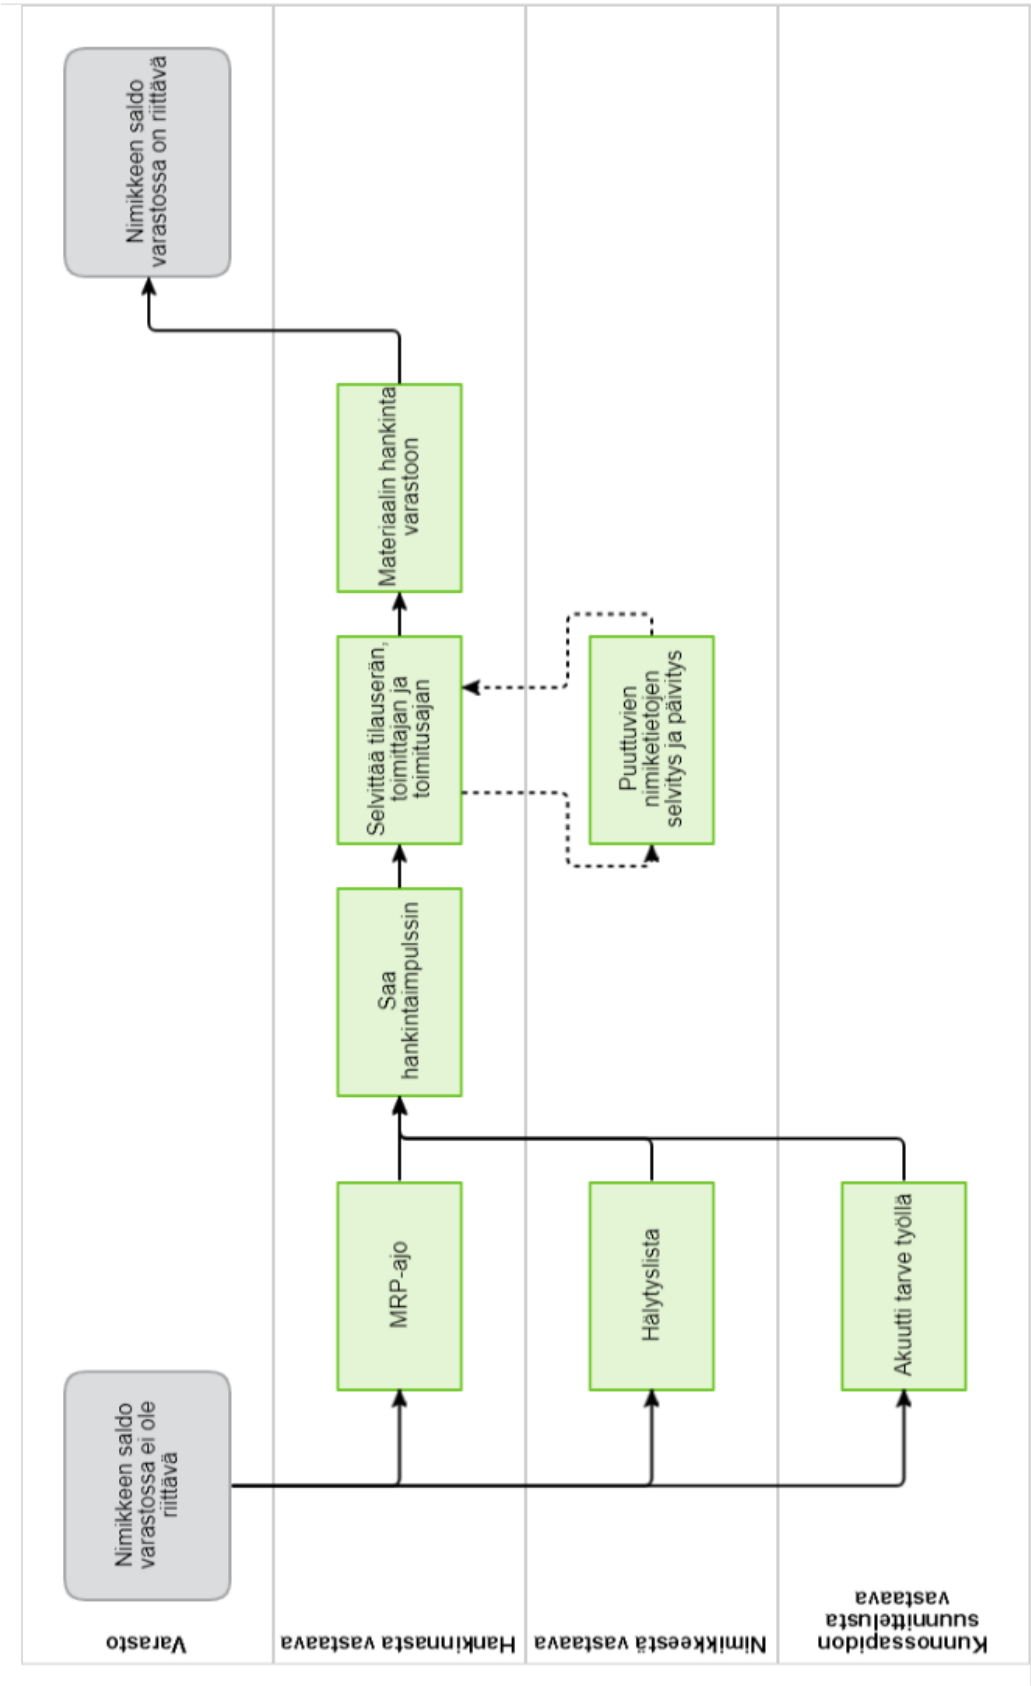 Varasto
Nimikkeen saldo
varastossa ei ole
riittävä
Nimikkeen saldo
varastossa on riittävä
Hankinnasta vastaava
MRP-ajo
Saa
hankintaimpulssin
Selvittää tilauserän,
toimittajan ja
toimitusajan
Materiaalin hankinta
varastoon
Nimikkeestä vastaava
Hälytyslista
Puuttuvien
nimiketietojen
selvitys ja päivitys
Kunnossapidon
suunnittelusta
vastaava
Akuutti tarve työllä